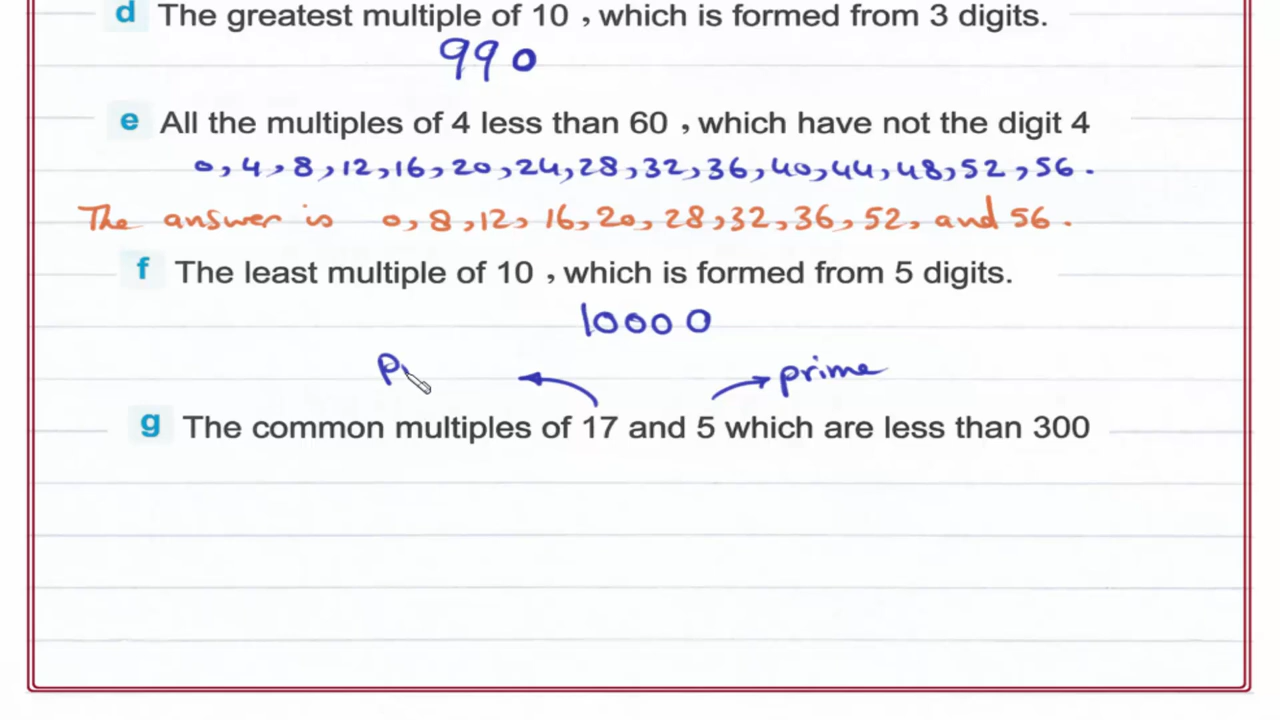 d The greatest multiple of 10 , which is formed from 3 digits.
990
e All the multiples of 4 less than 60 , which have not the digit 4
0, 4, 8, 12, 16, 20, 24, 28, 32, 36, 40, 44, 48, 52, 56.
The answer is 0, 8, 12, 16, 20, 28, 32, 36, 52, and 56.
f The least multiple of 10 , which is formed from 5 digits.
10000
Pr prime
g The common multiples of 17 and 5 which are less than 300